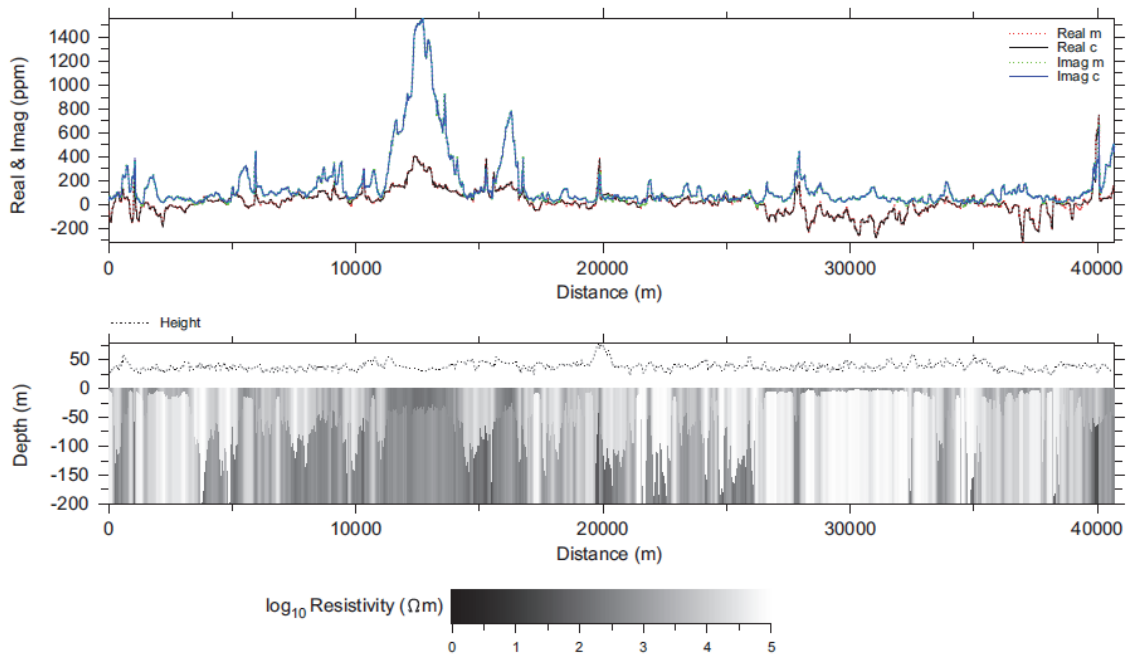 Real & Imag (ppm)
1400
1200
1000
800
600
400
200
0
-200
Real m
Real c
Imag m
Imag c
0 10000 20000 30000 40000
Distance (m)
Height
Depth (m)
50
0
-50
-100
-150
-200
0 10000 20000 30000 40000
Distance (m)
log10 Resistivity (Ωm)
0 1 2 3 4 5